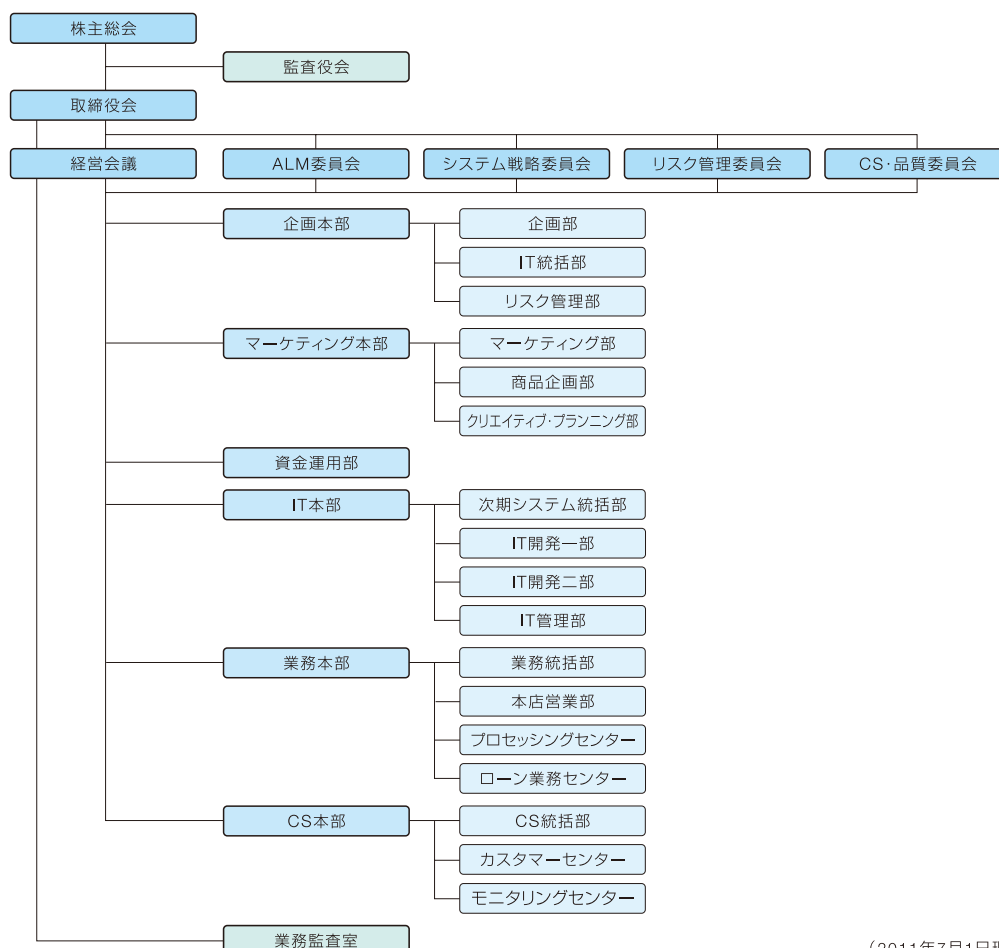 株主総会
監査役会
取締役会
経営会議
ALM委員会
システム戦略委員会
リスク管理委員会
CS・品質委員会
企画本部
企画部
IT統括部
リスク管理部
マーケティング本部
マーケティング部
商品企画部
クリエイティブ・プランニング部
資金運用部
IT本部
次期システム統括部
IT開発一部
IT開発二部
IT管理部
業務本部
業務統括部
本店営業部
プロセッシングセンター
ローン業務センター
CS本部
CS統括部
カスタマーセンター
モニタリングセンター
業務監査室
（2011年7月1日